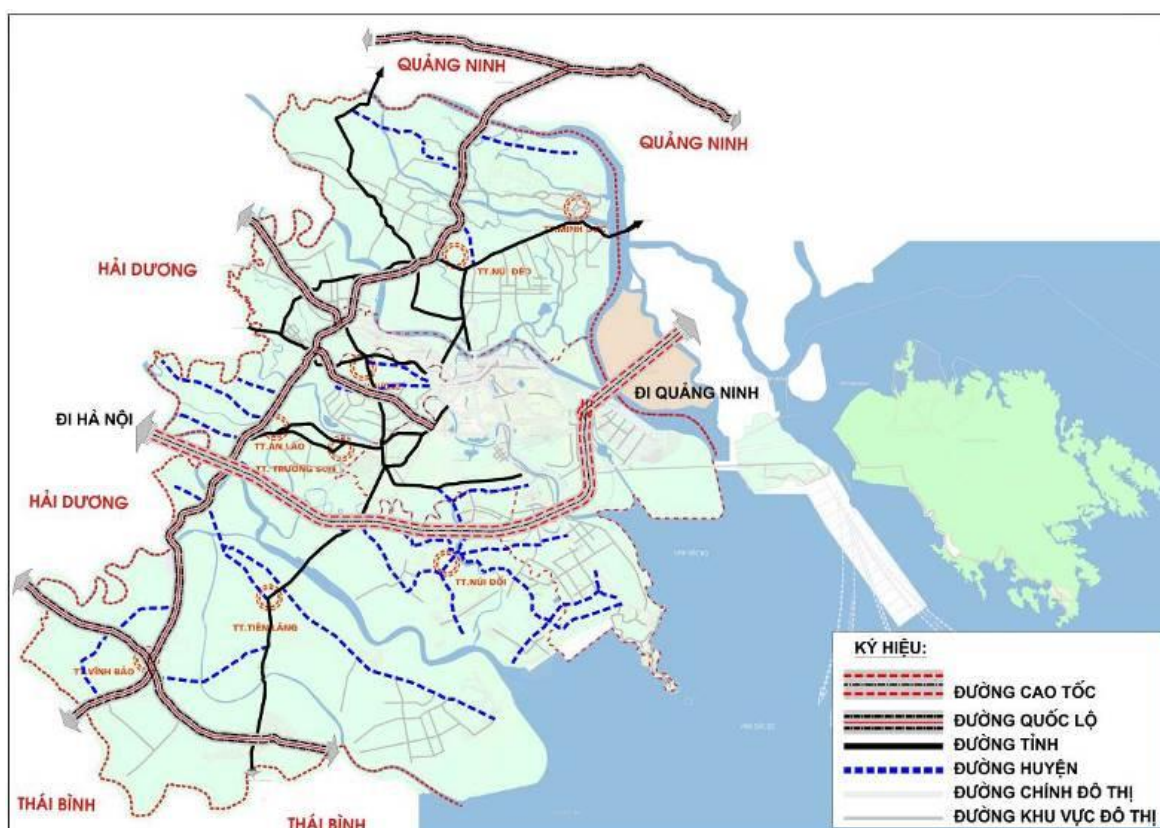 QUẢNG NINH
QUẢNG NINH
TT.MINH ĐỨC
HẢI DƯƠNG
TT.NÚI ĐÈO
ĐI QUẢNG NINH
ĐI HÀ NỘI
TT.AN LÃO
TT. TRƯỜNG SƠN
HẢI DƯƠNG
TT.NÚI ĐỐI
TT.TIÊN LÃNG
TT.VĨNH BẢO
THÁI BÌNH
THÁI BÌNH
KÝ HIỆU:
ĐƯỜNG CAO TỐC
ĐƯỜNG QUỐC LỘ
ĐƯỜNG TỈNH
ĐƯỜNG HUYỆN
ĐƯỜNG CHÍNH ĐÔ THỊ
ĐƯỜNG KHU VỰC ĐÔ THỊ